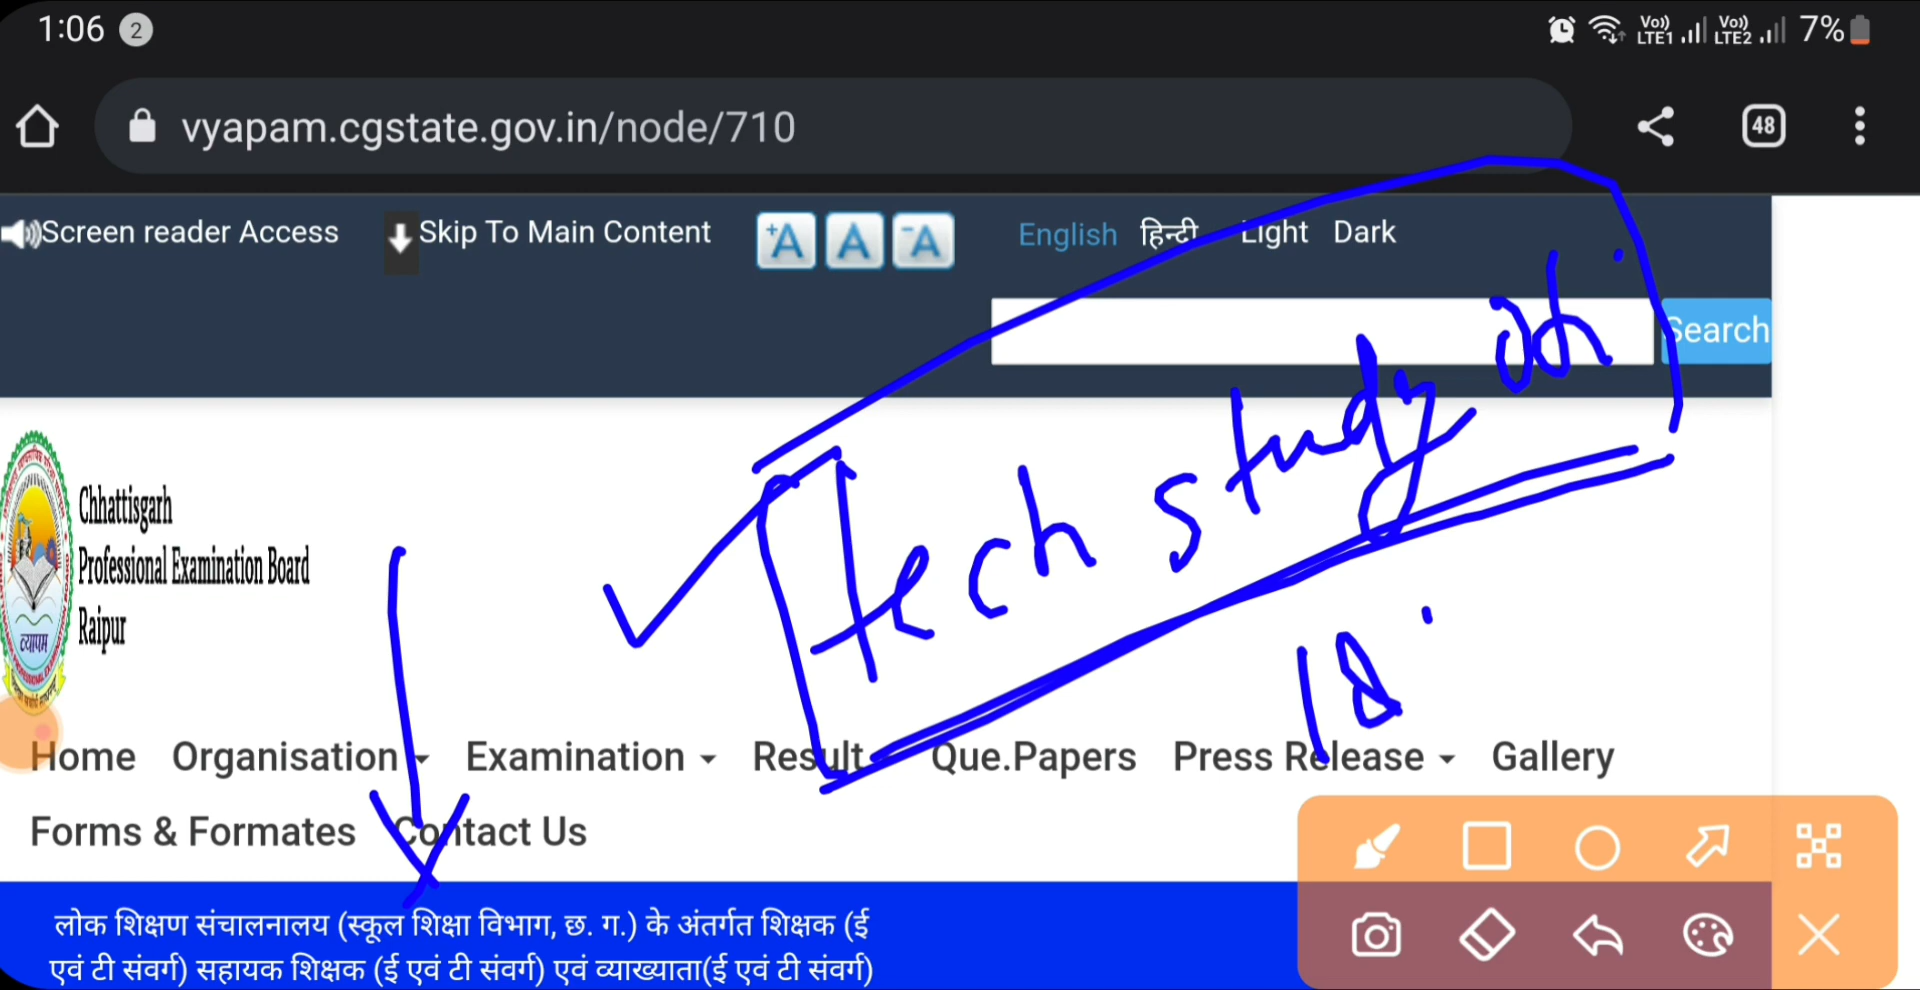 1:06 2 Vo)) LTE1 Vo)) LTE2 7%
vyapam.cgstate.gov.in/node/710 48
Screen reader Access Skip To Main Content +A A -A English हिन्दी Light Dark
Search
Tech study
18
Chhattisgarh
Professional Examination Board
Raipur
व्यापम
Home Organisation Examination Result Que.Papers Press Release Gallery
Forms & Formates Contact Us
लोक शिक्षण संचालनालय (स्कूल शिक्षा विभाग, छ. ग.) के अंतर्गत शिक्षक (ई
एवं टी संवर्ग) सहायक शिक्षक (ई एवं टी संवर्ग) एवं व्याख्याता(ई एवं टी संवर्ग)